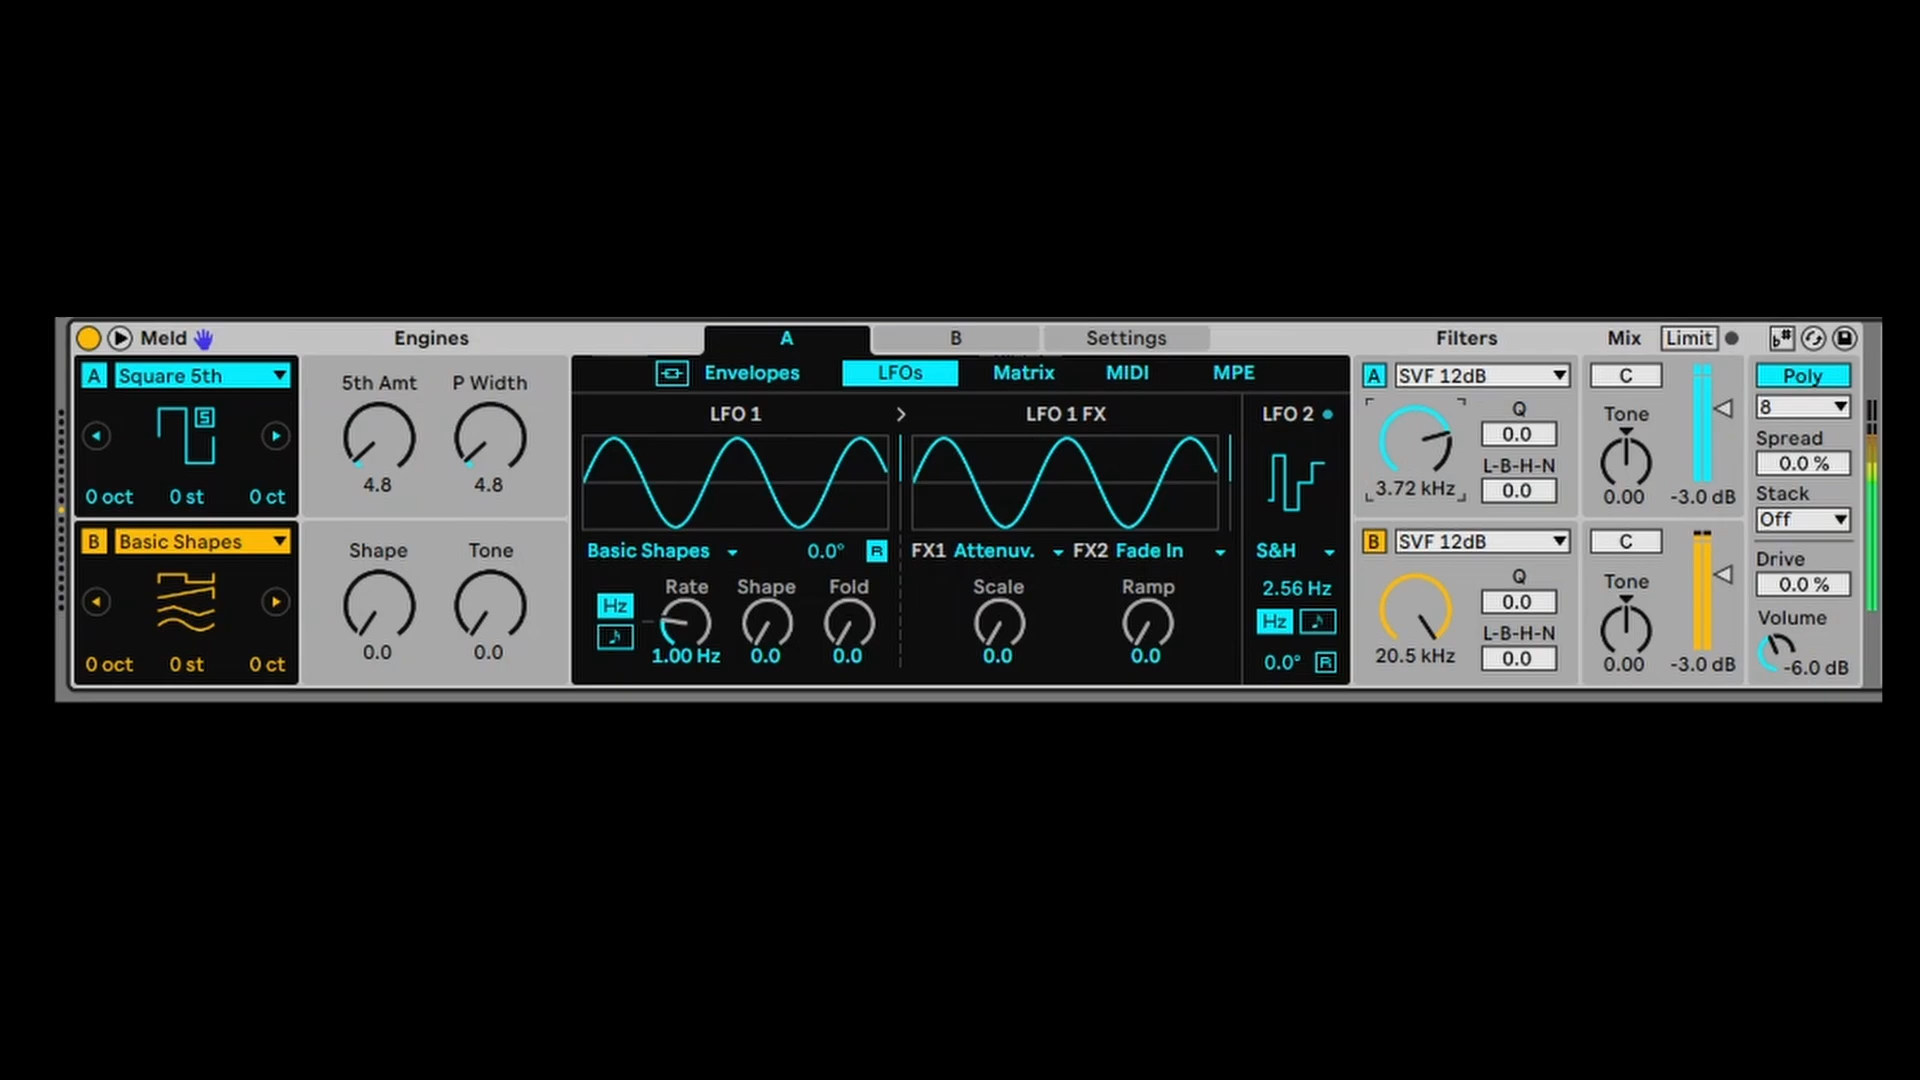 Meld Engines A B Settings Filters Mix Limit b#
A Square 5th 5th Amt P Width Envelopes LFOs Matrix MIDI MPE A SVF 12dB C Poly
S LFO 1 > LFO 1 FX LFO 2 Q Tone 8
0.0 Spread
L-B-H-N 0.0 %
0 oct 0 st 0 ct 4.8 4.8 3.72 kHz 0.0 0.00 -3.0 dB Stack
Off
B Basic Shapes Shape Tone Basic Shapes 0.0° R FX1 Attenuv. FX2 Fade In S&H B SVF 12dB C Drive
Rate Shape Fold Scale Ramp 2.56 Hz Q Tone 0.0 %
Hz Hz 0.0 Volume
L-B-H-N
0 oct 0 st 0 ct 0.0 0.0 1.00 Hz 0.0 0.0 0.0 0.0 0.0° R 20.5 kHz 0.0 0.00 -3.0 dB -6.0 dB